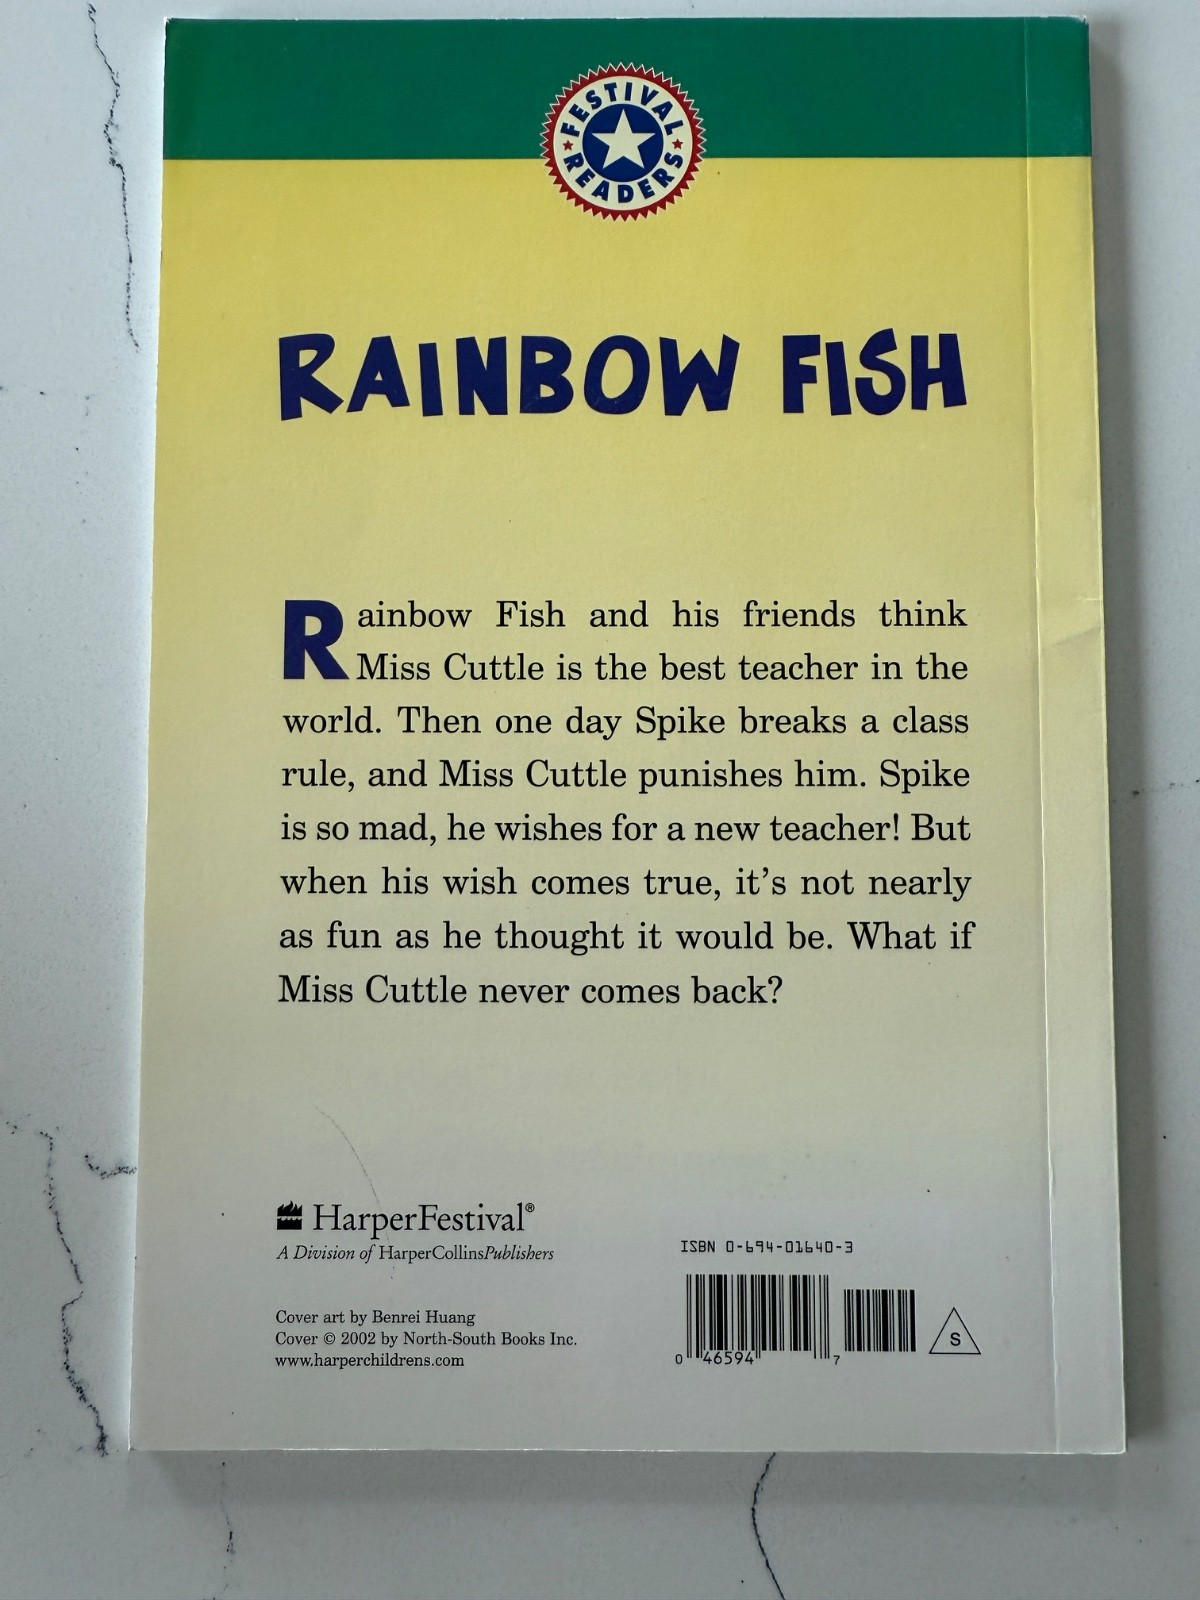 FESTIVAL
READERS
RAINBOW FISH
Rainbow Fish and his friends think
Miss Cuttle is the best teacher in the
world. Then one day Spike breaks a class
rule, and Miss Cuttle punishes him. Spike
is so mad, he wishes for a new teacher! But
when his wish comes true, it's not nearly
as fun as he thought it would be. What if
Miss Cuttle never comes back?
HarperFestival®
A Division of HarperCollinsPublishers
ISBN 0-694-01640-3
Cover art by Benrei Huang
Cover © 2002 by North-South Books Inc.
www.harperchildrens.com
0 46594 7
S